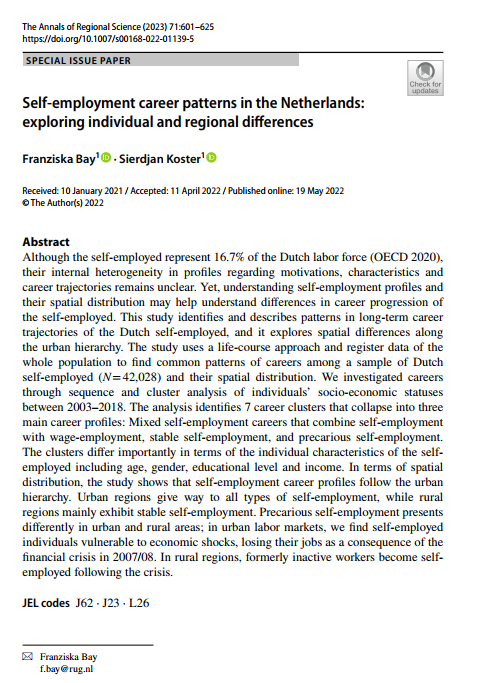 The Annals of Regional Science (2023) 71:601–625
https://doi.org/10.1007/s00168-022-01139-5
SPECIAL ISSUE PAPER
Check for
updates
Self-employment career patterns in the Netherlands:
exploring individual and regional differences
Franziska Bay1 iD · Sierdjan Koster1 iD
Received: 10 January 2021 / Accepted: 11 April 2022 / Published online: 19 May 2022
© The Author(s) 2022
Abstract
Although the self-employed represent 16.7% of the Dutch labor force (OECD 2020),
their internal heterogeneity in profiles regarding motivations, characteristics and
career trajectories remains unclear. Yet, understanding self-employment profiles and
their spatial distribution may help understand differences in career progression of
the self-employed. This study identifies and describes patterns in long-term career
trajectories of the Dutch self-employed, and it explores spatial differences along
the urban hierarchy. The study uses a life-course approach and register data of the
whole population to find common patterns of careers among a sample of Dutch
self-employed (N=42,028) and their spatial distribution. We investigated careers
through sequence and cluster analysis of individuals' socio-economic statuses
between 2003–2018. The analysis identifies 7 career clusters that collapse into three
main career profiles: Mixed self-employment careers that combine self-employment
with wage-employment, stable self-employment, and precarious self-employment.
The clusters differ importantly in terms of the individual characteristics of the self-
employed including age, gender, educational level and income. In terms of spatial
distribution, the study shows that self-employment career profiles follow the urban
hierarchy. Urban regions give way to all types of self-employment, while rural
regions mainly exhibit stable self-employment. Precarious self-employment presents
differently in urban and rural areas; in urban labor markets, we find self-employed
individuals vulnerable to economic shocks, losing their jobs as a consequence of the
financial crisis in 2007/08. In rural regions, formerly inactive workers become self-
employed following the crisis.
JEL codes J62 · J23 · L26
Franziska Bay
f.bay@rug.nl